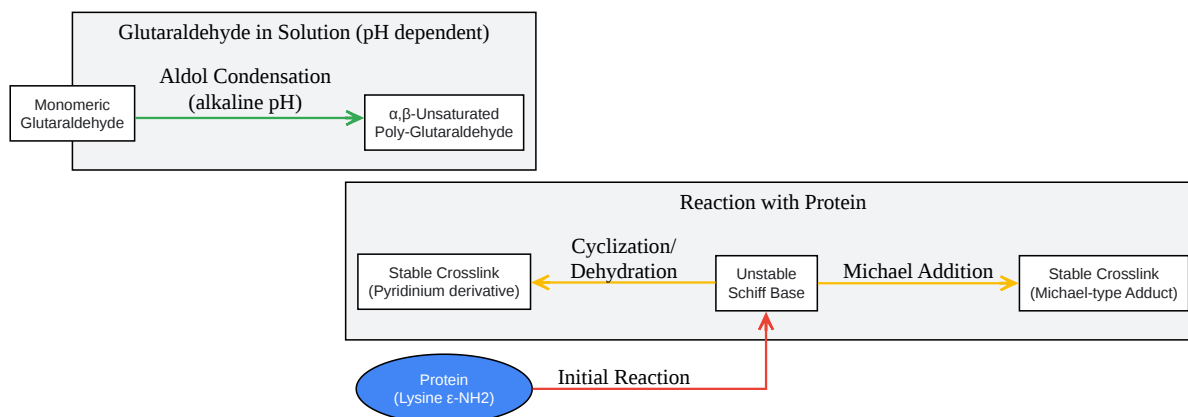 Glutaraldehyde in Solution (pH dependent)
Aldol Condensation
(alkaline pH)
Monomeric
Glutaraldehyde
α,β-Unsaturated
Poly-Glutaraldehyde
Reaction with Protein
Cyclization/
Dehydration
Stable Crosslink
(Pyridinium derivative)
Unstable
Schiff Base
Michael Addition
Stable Crosslink
(Michael-type Adduct)
Protein
(Lysine ε-NH2)
Initial Reaction